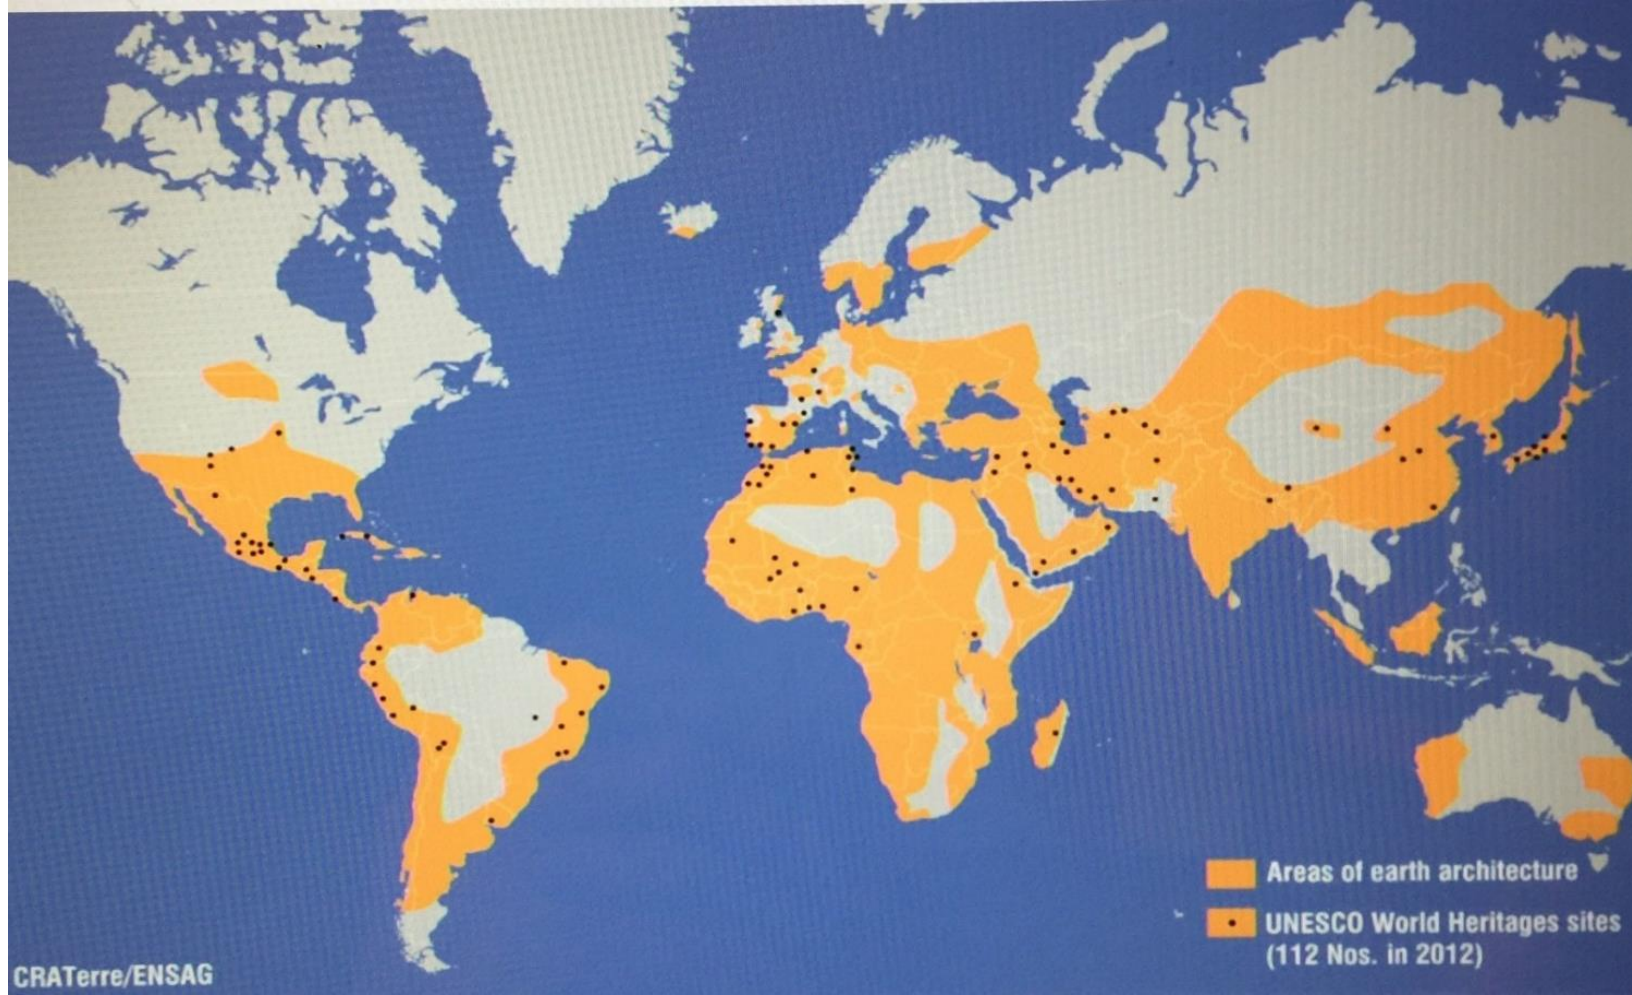 Areas of earth architecture
UNESCO World Heritages sites
(112 Nos. in 2012)
CRATerre/ENSAG